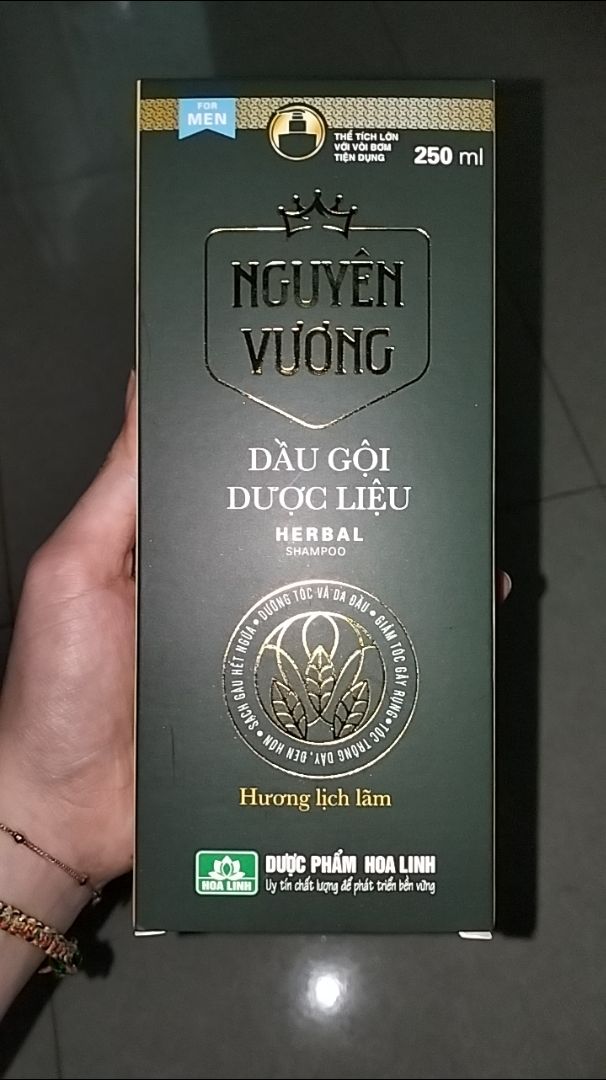 FOR
MEN
THỂ TÍCH LỚN
VỚI VÒI BƠM
TIỆN DỤNG
250 ml
NGUYÊN
VƯƠNG
DẦU GỘI
DƯỢC LIỆU
HERBAL
SHAMPOO
SẠCH GÀU HẾT NGỨA • DƯỠNG TÓC VÀ DA ĐẦU • GIẢM TÓC GÃY RỤNG • TÓC TRÔNG DÀY, ĐEN HƠN •
Hương lịch lãm
HOA LINH
DƯỢC PHẨM HOA LINH
Uy tín chất lượng để phát triển bền vững